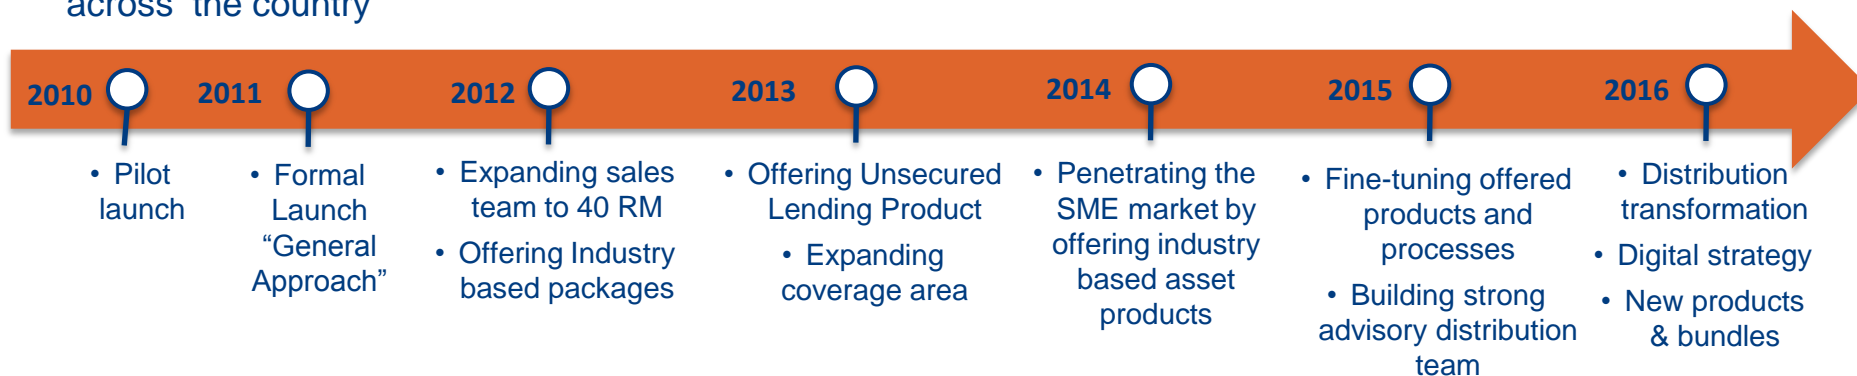 across the country
2010
2011
2012
2013
2014
2015
2016
• Pilot
launch
• Formal
Launch
“General
Approach”
• Expanding sales
team to 40 RM
• Offering Industry
based packages
• Offering Unsecured
Lending Product
• Expanding
coverage area
• Penetrating the
SME market by
offering industry
based asset
products
• Fine-tuning offered
products and
processes
• Building strong
advisory distribution
team
• Distribution
transformation
• Digital strategy
• New products
& bundles